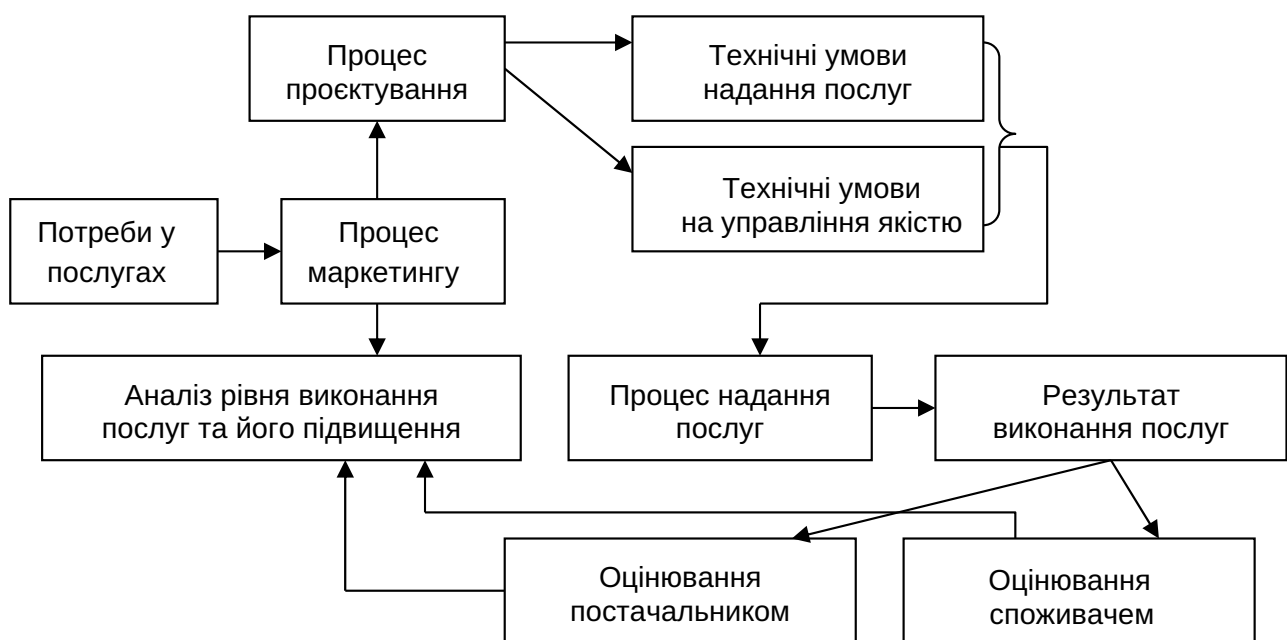 Процес
проєктування
Технічні умови
надання послуг
Технічні умови
на управління якістю
Потреби у
послугах
Процес
маркетингу
Аналіз рівня виконання
послуг та його підвищення
Процес надання
послуг
Результат
виконання послуг
Оцінювання
постачальником
Оцінювання
споживачем